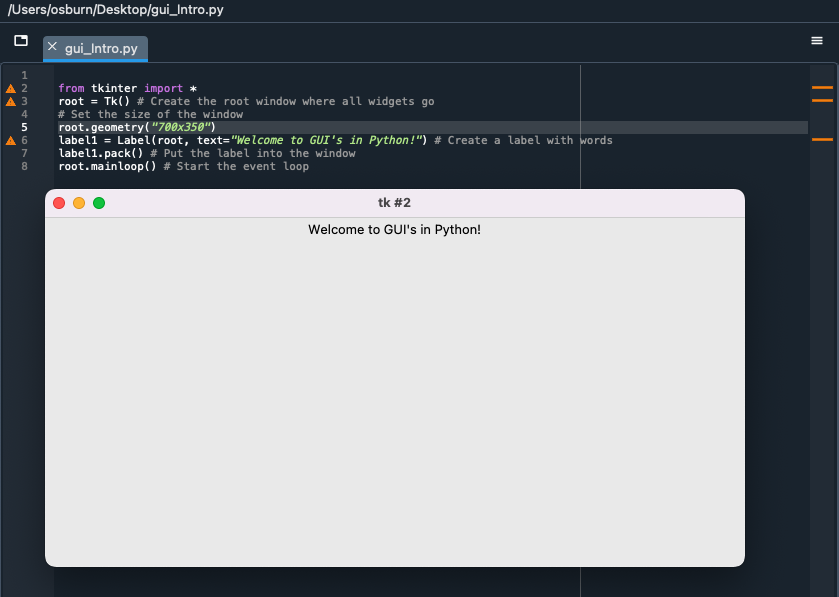 /Users/osburn/Desktop/gui_Intro.py
gui_Intro.py
1
2 from tkinter import *
3 root = Tk() # Create the root window where all widgets go
4 # Set the size of the window
5 root.geometry("700x350")
6 label1 = Label(root, text="Welcome to GUI's in Python!") # Create a label with words
7 label1.pack() # Put the label into the window
8 root.mainloop() # Start the event loop
tk #2
Welcome to GUI's in Python!